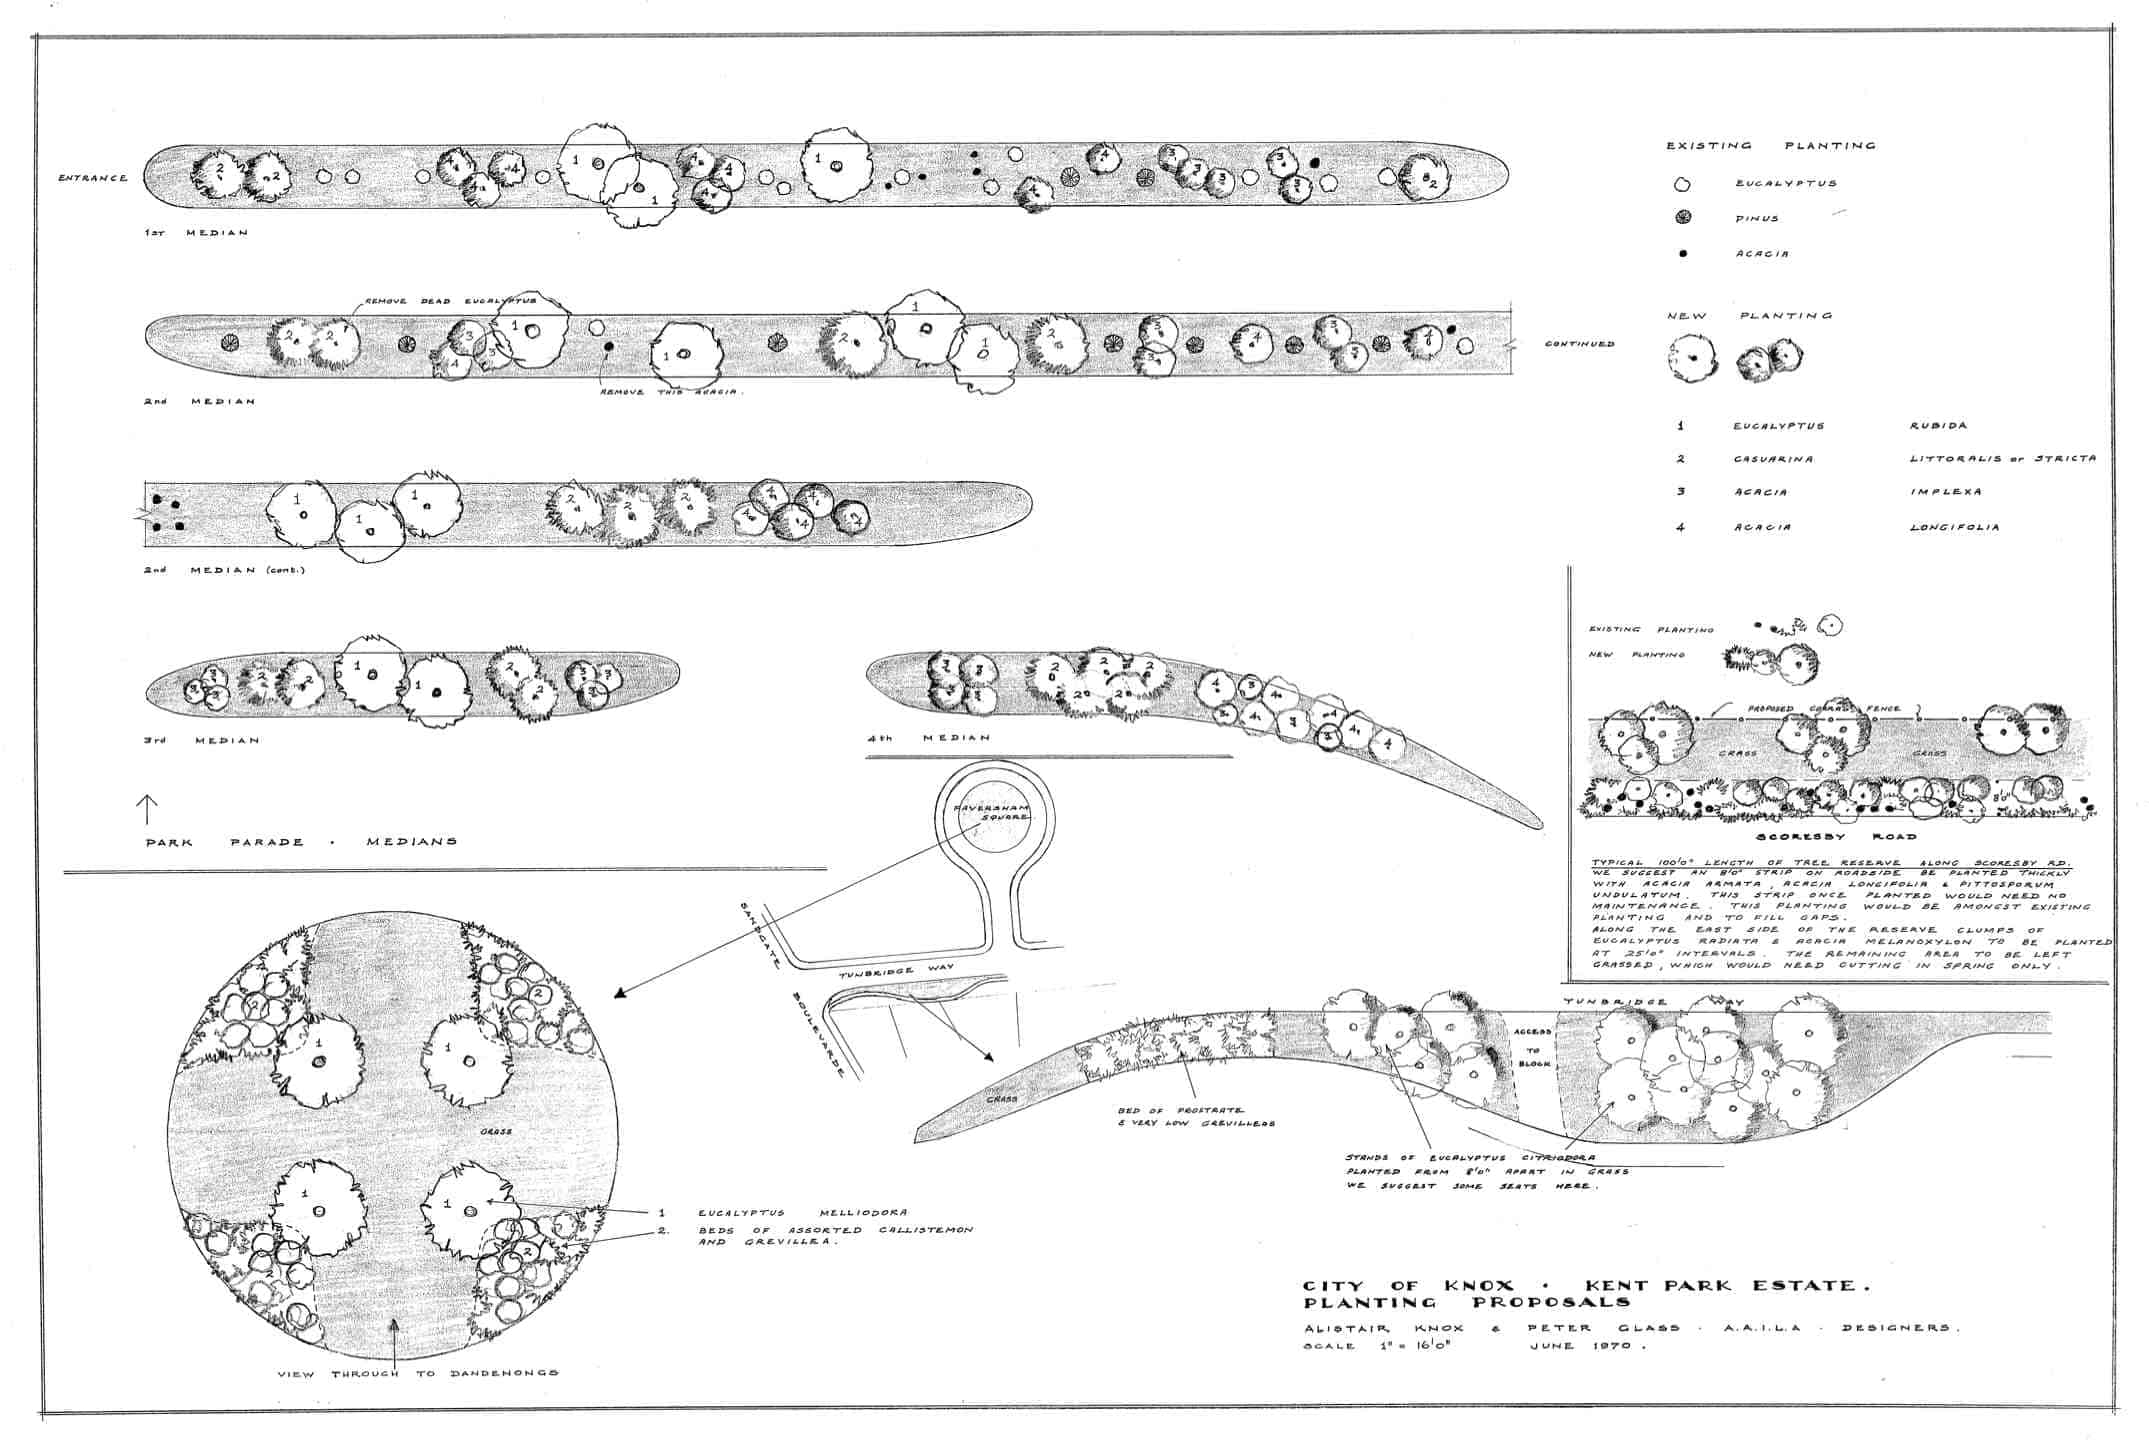 ENTRANCE
1ST MEDIAN
EXISTING PLANTING
EUCALYPTUS
PINUS
ACACIA
REMOVE DEAD EUCALYPTUS
REMOVE THIS ACACIA.
CONTINUED
2nd MEDIAN
NEW PLANTING
1 EUCALYPTUS RUBIDA
2 CASUARINA LITTORALIS or STRICTA
3 ACACIA IMPLEXA
4 ACACIA LONGIFOLIA
2nd MEDIAN (cont.)
3rd MEDIAN
4th MEDIAN
PARK PARADE . MEDIANS
EXISTING PLANTING
NEW PLANTING
PROPOSED FENCE
GRASS GRASS
SCORESBY ROAD
TYPICAL 100'0" LENGTH OF TREE RESERVE ALONG SCORESBY RD.
WE SUGGEST AN 8'0" STRIP ON ROADSIDE BE PLANTED THICKLY
WITH ACACIA ARMATA, ACACIA LONGIFOLIA & PITTOSPORUM
UNDULATUM. THIS STRIP ONCE PLANTED WOULD NEED NO
MAINTENANCE. THIS PLANTING WOULD BE AMONGST EXISTING
PLANTING AND TO FILL GAPS.
ALONG THE EAST SIDE OF THE RESERVE CLUMPS OF
EUCALYPTUS RADIATA & ACACIA MELANOXYLON TO BE PLANTED
AT 25'0" INTERVALS. THE REMAINING AREA TO BE LEFT
GRASSED, WHICH WOULD NEED CUTTING IN SPRING ONLY.
FAVERSHAM
SQUARE
SANDGATE
BOULEVARDE
TUNBRIDGE WAY
TUNBRIDGE WAY
ACCESS
TO
BLOCK
GRASS
BED OF PROSTRATE
& VERY LOW GREVILLEAS
STANDS OF EUCALYPTUS CITRIODORA
PLANTED FROM 8'0" APART IN GRASS
WE SUGGEST SOME SEATS HERE.
GRASS
1 EUCALYPTUS MELLIODORA
2. BEDS OF ASSORTED CALLISTEMON
AND GREVILLEA.
VIEW THROUGH TO DANDENONGS
CITY OF KNOX · KENT PARK ESTATE.
PLANTING PROPOSALS
ALISTAIR KNOX & PETER GLASS · A.A.I.L.A · DESIGNERS.
SCALE 1" = 16'0" JUNE 1970.